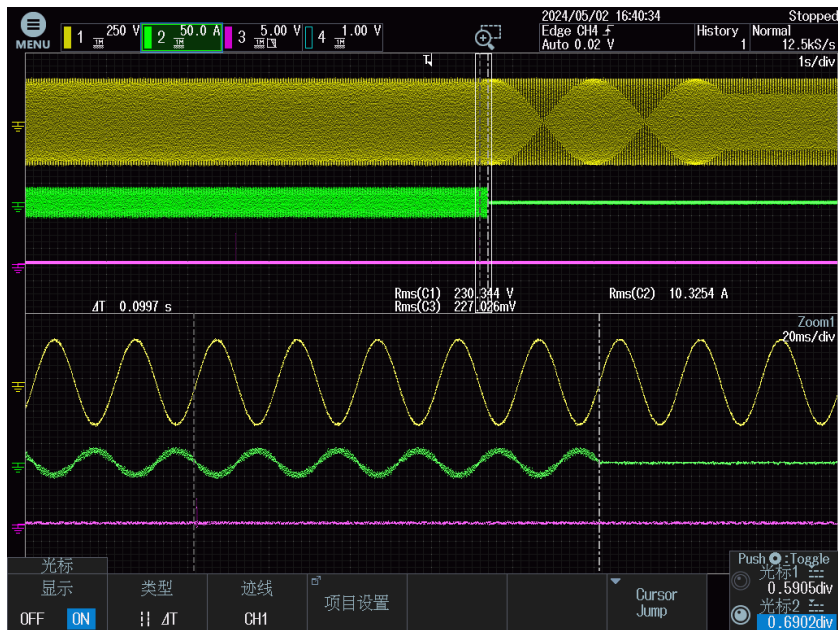 2024/05/02 16:40:34 Stopped
MENU 1 1M 250 V 2 1M 50.0 A 3 1M 5.00 V 4 1M 1.00 V Edge CH4 Auto 0.02 V History 1 Normal 12.5kS/s
1s/div
T
Rms(C1) 230.344 V Rms(C2) 10.3254 A
ΔT 0.0997 s Rms(C3) 227.026mV
Zoom1
20ms/div
光标
显示 类型 迹线 项目设置 Cursor Jump
OFF ON ΔT CH1
Push :Toggle
光标1
0.5905div
光标2
0.6902div